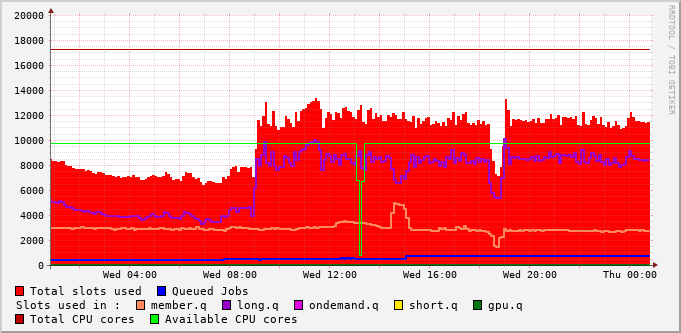 20000
18000
16000
14000
12000
10000
8000
6000
4000
2000
0
Wed 04:00 Wed 08:00 Wed 12:00 Wed 16:00 Wed 20:00 Thu 00:00
Total slots used Queued Jobs
Slots used in : member.q long.q ondemand.q short.q gpu.q
Total CPU cores Available CPU cores
RRDTOOL / TOBI OETIKER